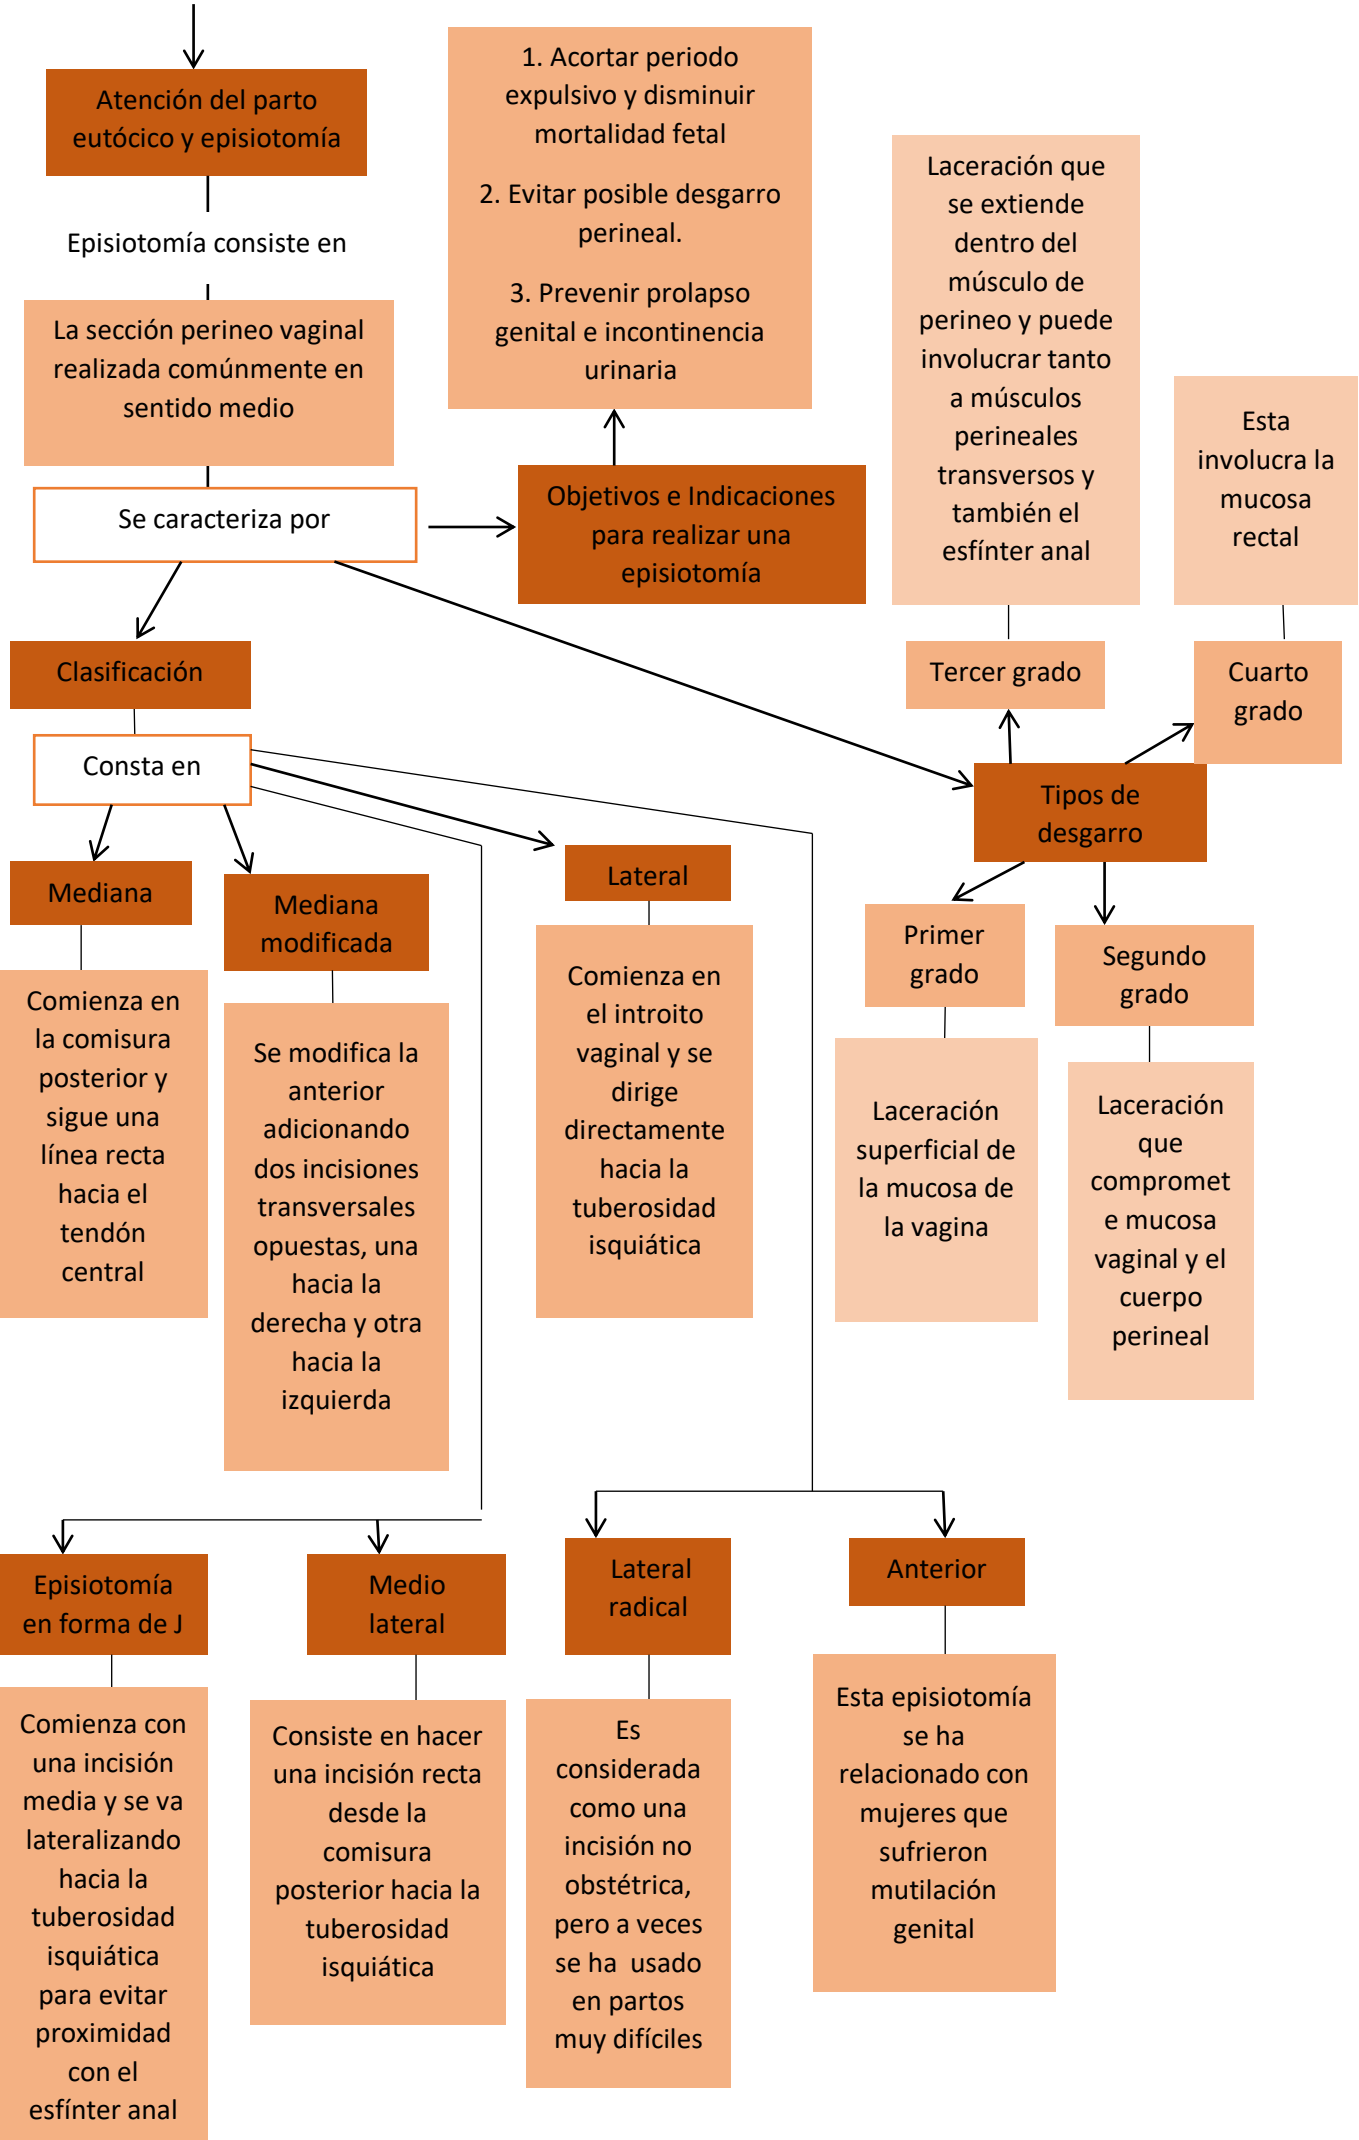 Atención del parto
eutócico y episiotomía
Episiotomía consiste en
La sección perineo vaginal
realizada comúnmente en
sentido medio
Se caracteriza por
1. Acortar periodo
expulsivo y disminuir
mortalidad fetal
2. Evitar posible desgarro
perineal.
3. Prevenir prolapso
genital e incontinencia
urinaria
Objetivos e Indicaciones
para realizar una
episiotomía
Laceración que
se extiende
dentro del
músculo de
perineo y puede
involucrar tanto
a músculos
perineales
transversos y
también el
esfínter anal
Esta
involucra la
mucosa
rectal
Tercer grado
Cuarto
grado
Tipos de
desgarro
Primer
grado
Segundo
grado
Laceración
superficial de
la mucosa de
la vagina
Laceración
que
compromet
e mucosa
vaginal y el
cuerpo
perineal
Clasificación
Consta en
Mediana
Mediana
modificada
Lateral
Comienza en
la comisura
posterior y
sigue una
línea recta
hacia el
tendón
central
Se modifica la
anterior
adicionando
dos incisiones
transversales
opuestas, una
hacia la
derecha y otra
hacia la
izquierda
Comienza en
el introito
vaginal y se
dirige
directamente
hacia la
tuberosidad
isquiática
Episiotomía
en forma de J
Medio
lateral
Lateral
radical
Anterior
Comienza con
una incisión
media y se va
lateralizando
hacia la
tuberosidad
isquiática
para evitar
proximidad
con el
esfínter anal
Consiste en hacer
una incisión recta
desde la
comisura
posterior hacia la
tuberosidad
isquiática
Es
considerada
como una
incisión no
obstétrica,
pero a veces
se ha  usado
en partos
muy difíciles
Esta episiotomía
se ha
relacionado con
mujeres que
sufrieron
mutilación
genital